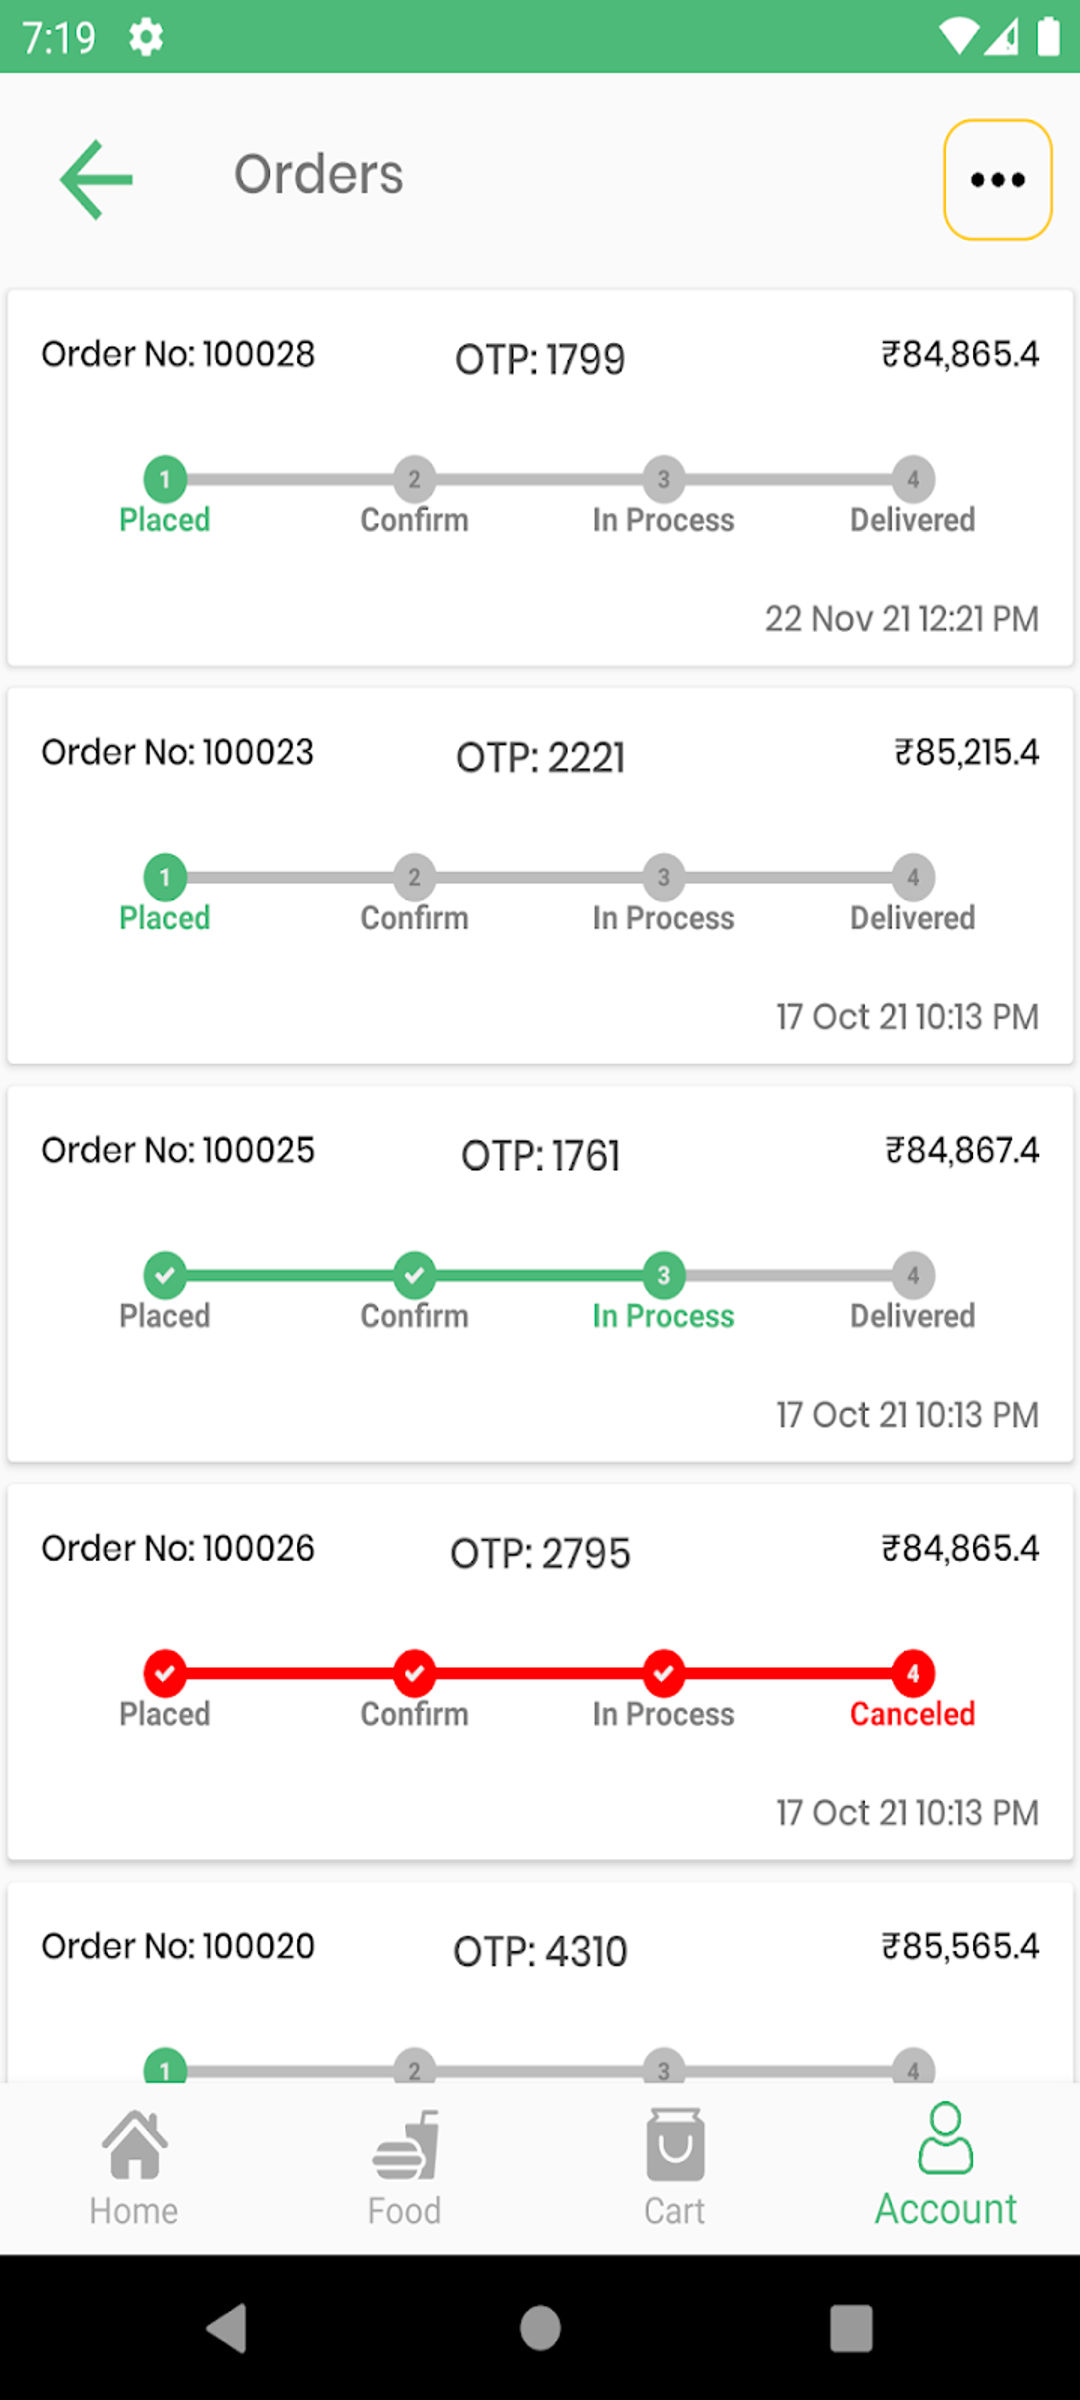 7:19
Orders
Order No: 100028 OTP: 1799 ₹84,865.4
1 2 3 4
Placed Confirm In Process Delivered
22 Nov 21 12:21 PM
Order No: 100023 OTP: 2221 ₹85,215.4
1 2 3 4
Placed Confirm In Process Delivered
17 Oct 21 10:13 PM
Order No: 100025 OTP: 1761 ₹84,867.4
3 4
Placed Confirm In Process Delivered
17 Oct 21 10:13 PM
Order No: 100026 OTP: 2795 ₹84,865.4
4
Placed Confirm In Process Canceled
17 Oct 21 10:13 PM
Order No: 100020 OTP: 4310 ₹85,565.4
1 2 3 4
Home Food Cart Account